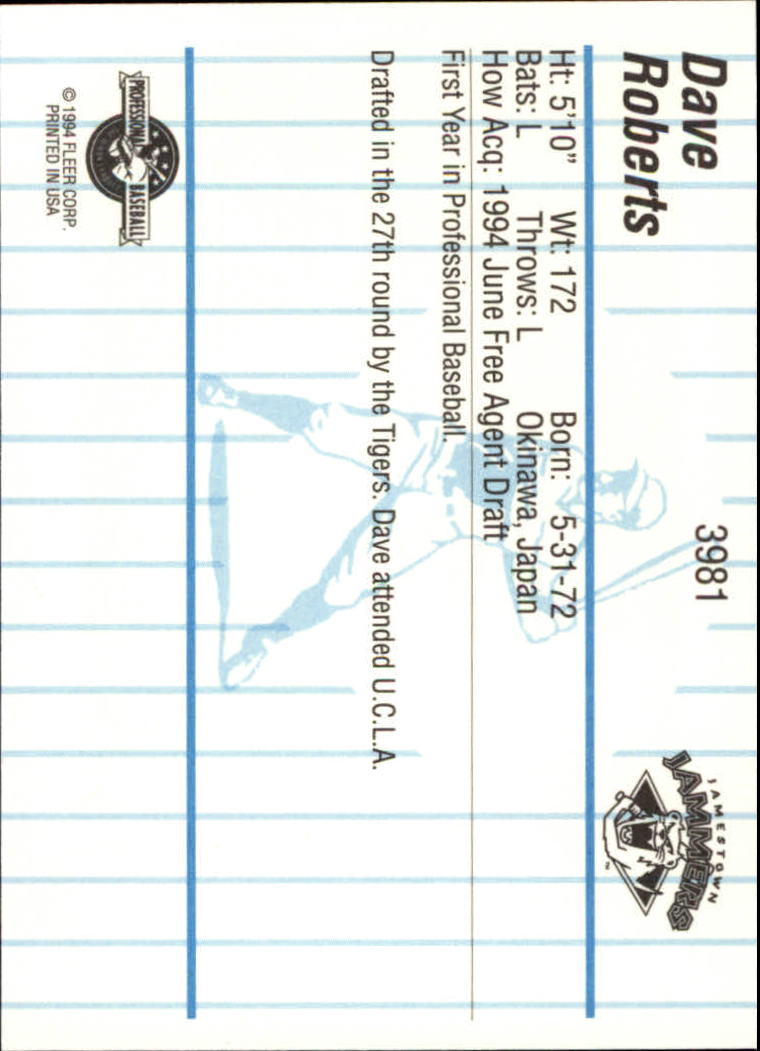 Dave
Roberts
3981
JAMESTOWN
JAMMERS
Ht: 5'10" Wt: 172 Born: 5-31-72
Bats: L Throws: L Okinawa, Japan
How Acq: 1994 June Free Agent Draft
First Year in Professional Baseball.
Drafted in the 27th round by the Tigers. Dave attended U.C.L.A.
PROFESSIONAL BASEBALL
© 1994 FLEER CORP.
PRINTED IN USA